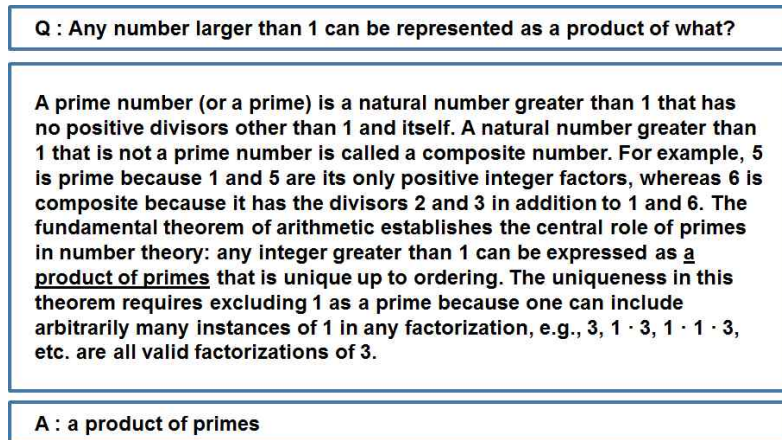 Q : Any number larger than 1 can be represented as a product of what?
A prime number (or a prime) is a natural number greater than 1 that has
no positive divisors other than 1 and itself. A natural number greater than
1 that is not a prime number is called a composite number. For example, 5
is prime because 1 and 5 are its only positive integer factors, whereas 6 is
composite because it has the divisors 2 and 3 in addition to 1 and 6. The
fundamental theorem of arithmetic establishes the central role of primes
in number theory: any integer greater than 1 can be expressed as a
product of primes that is unique up to ordering. The uniqueness in this
theorem requires excluding 1 as a prime because one can include
arbitrarily many instances of 1 in any factorization, e.g., 3, 1 · 3, 1 · 1 · 3,
etc. are all valid factorizations of 3.
A : a product of primes